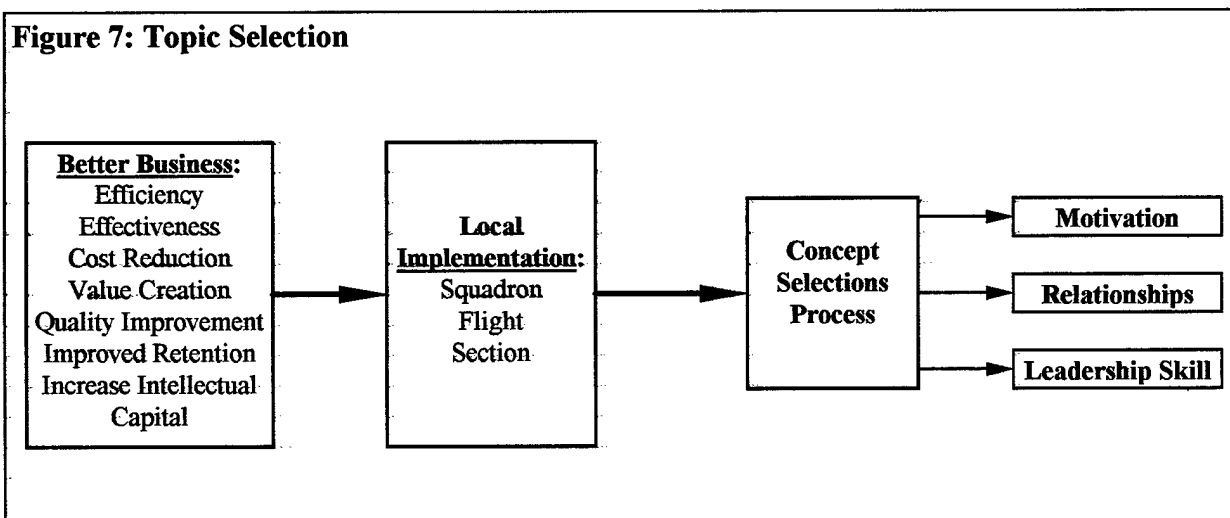 Figure 7: Topic Selection
Better Business:
Efficiency
Effectiveness
Cost Reduction
Value Creation
Quality Improvement
Improved Retention
Increase Intellectual
Capital
Local
Implementation:
Squadron
Flight
Section
Concept
Selections
Process
Motivation
Relationships
Leadership Skill